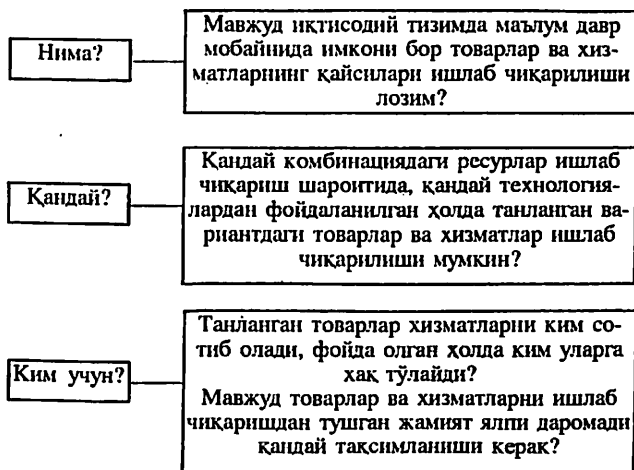 Нима?
Мавжуд иқтисодий тизимда маълум давр
мобайнида имкони бор товарлар ва хиз-
матларнинг қайсилари ишлаб чиқарилиши
лозим?
Қандай?
Қандай комбинациядаги ресурлар ишлаб
чиқариш шароитида, қандай технология-
лардан фойдаланилган ҳолда танланган ва-
риантдаги товарлар ва хизматлар ишлаб
чиқарилиши мумкин?
Ким учун?
Танланган товарлар хизматларни ким со-
тиб олади, фойда олган ҳолда ким уларга
хақ тўлайди?
Мавжуд товарлар ва хизматларни ишлаб
чиқаришдан тушган жамият ялпи даромади
қандай тақсимланиши керак?